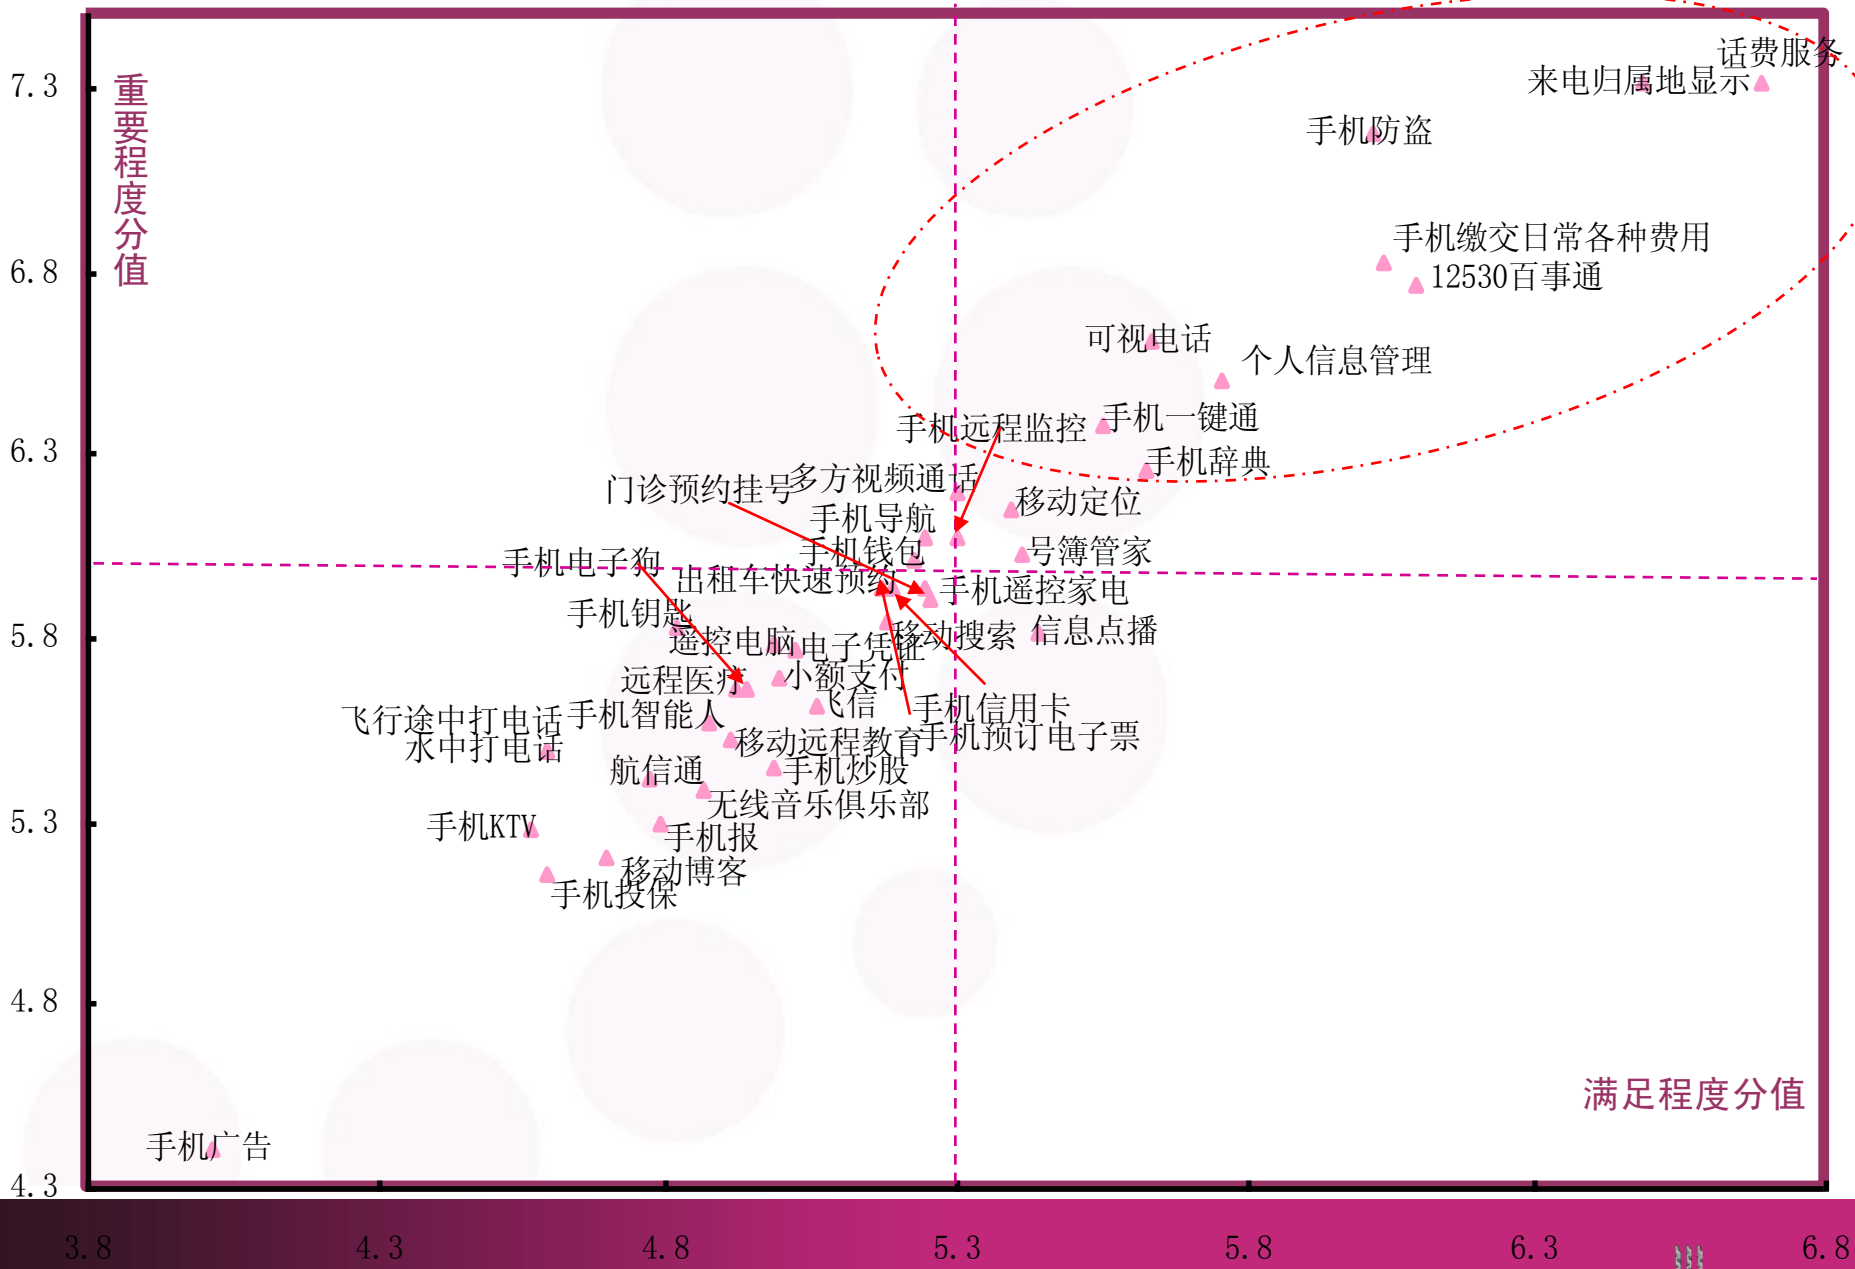 话费服务
7.3
来电归属地显示
重要程度分值
手机防盗
手机缴交日常各种费用
6.8
12530百事通
可视电话
个人信息管理
手机一键通
手机远程监控
6.3
手机辞典
多方视频通话
门诊预约挂号
移动定位
手机导航
手机钱包
号簿管家
手机电子狗
出租车快速预约
手机遥控家电
手机钥匙
5.8
遥控电脑
电子凭证
移动搜索
信息点播
远程医疗
小额支付
飞信
手机信用卡
飞行途中打电话
手机智能人
手机预订电子票
水中打电话
移动远程教育
航信通
手机炒股
无线音乐俱乐部
5.3
手机KTV
手机报
移动博客
手机投保
4.8
满足程度分值
手机广告
4.3
3.8
4.3
4.8
5.3
5.8
6.3
6.8